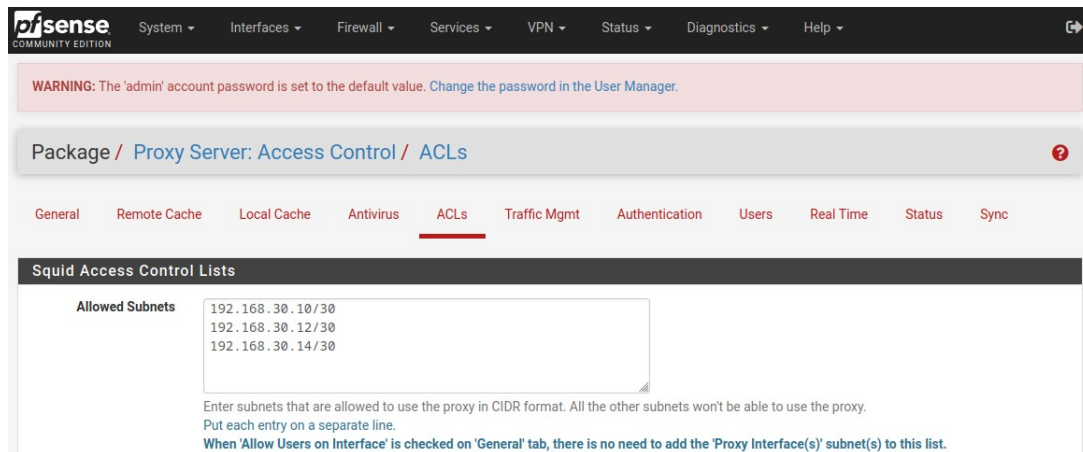 pfsense System Interfaces Firewall Services VPN Status Diagnostics Help
COMMUNITY EDITION
WARNING: The 'admin' account password is set to the default value. Change the password in the User Manager.
Package / Proxy Server: Access Control / ACLs
General Remote Cache Local Cache Antivirus ACLs Traffic Mgmt Authentication Users Real Time Status Sync
Squid Access Control Lists
Allowed Subnets
192.168.30.10/30
192.168.30.12/30
192.168.30.14/30
Enter subnets that are allowed to use the proxy in CIDR format. All the other subnets won't be able to use the proxy.
Put each entry on a separate line.
When 'Allow Users on Interface' is checked on 'General' tab, there is no need to add the 'Proxy Interface(s)' subnet(s) to this list.